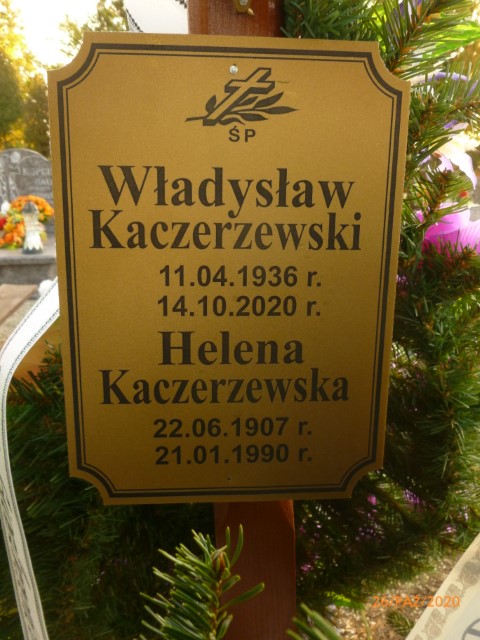 ŚP
Władysław
Kaczerzewski
11.04.1936 r.
14.10.2020 r.
Helena
Kaczerzewska
22.06.1907 r.
21.01.1990 r.